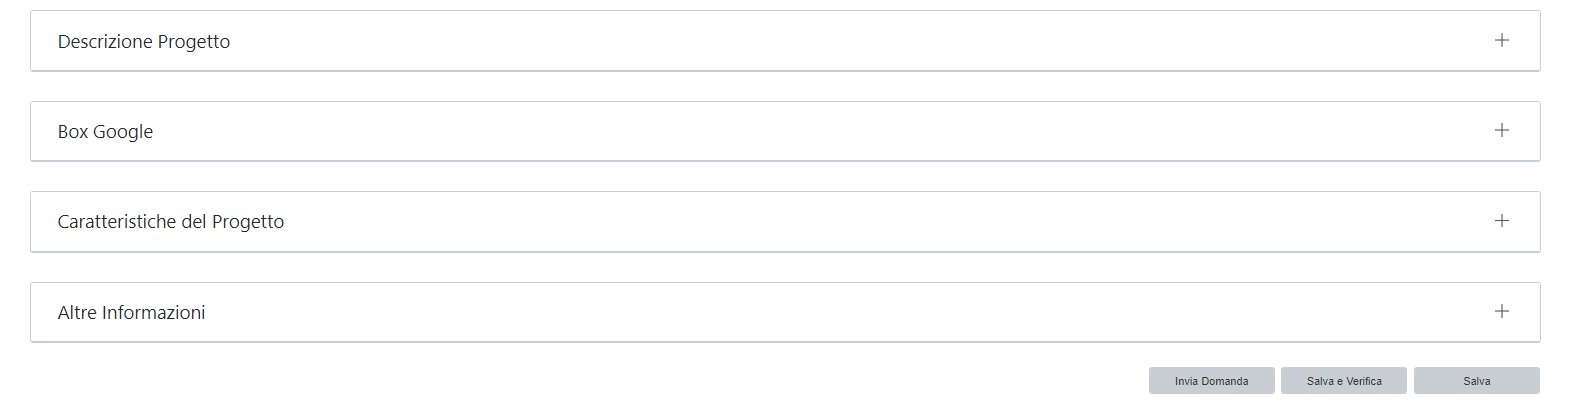 Descrizione Progetto
Box Google
Caratteristiche del Progetto
Altre Informazioni
Invia Domanda Salva e Verifica Salva